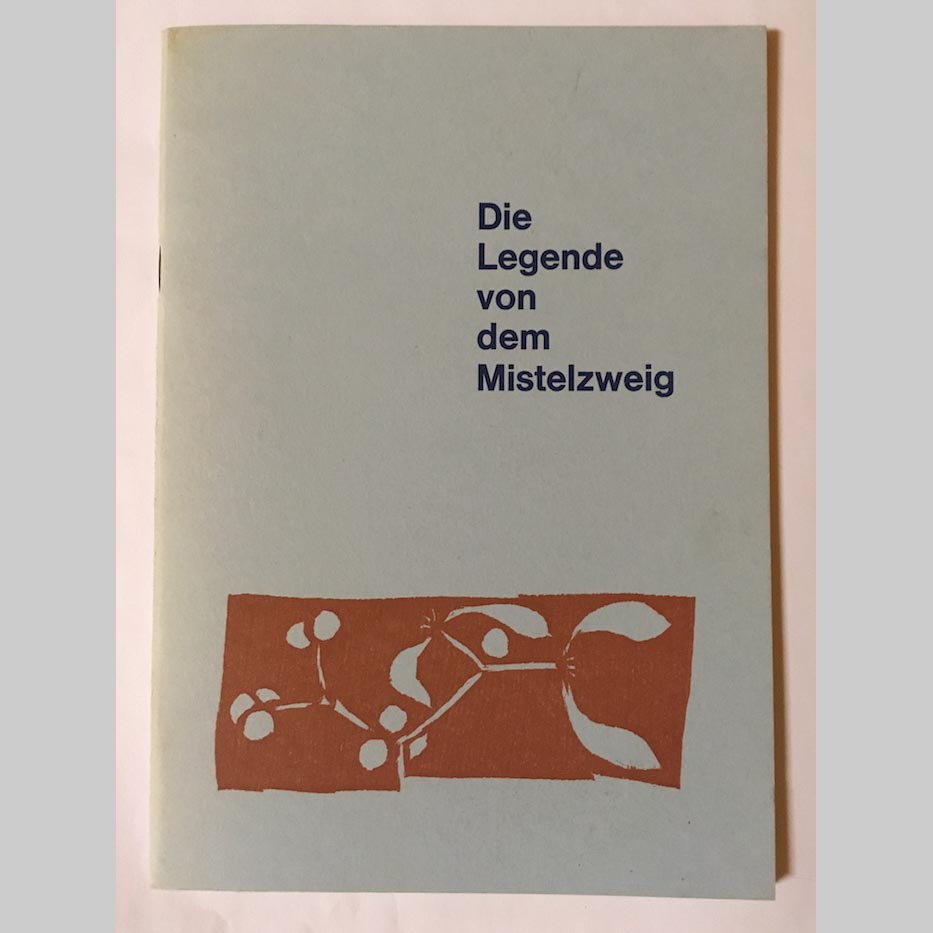 Die
Legende
von
dem
Mistelzweig